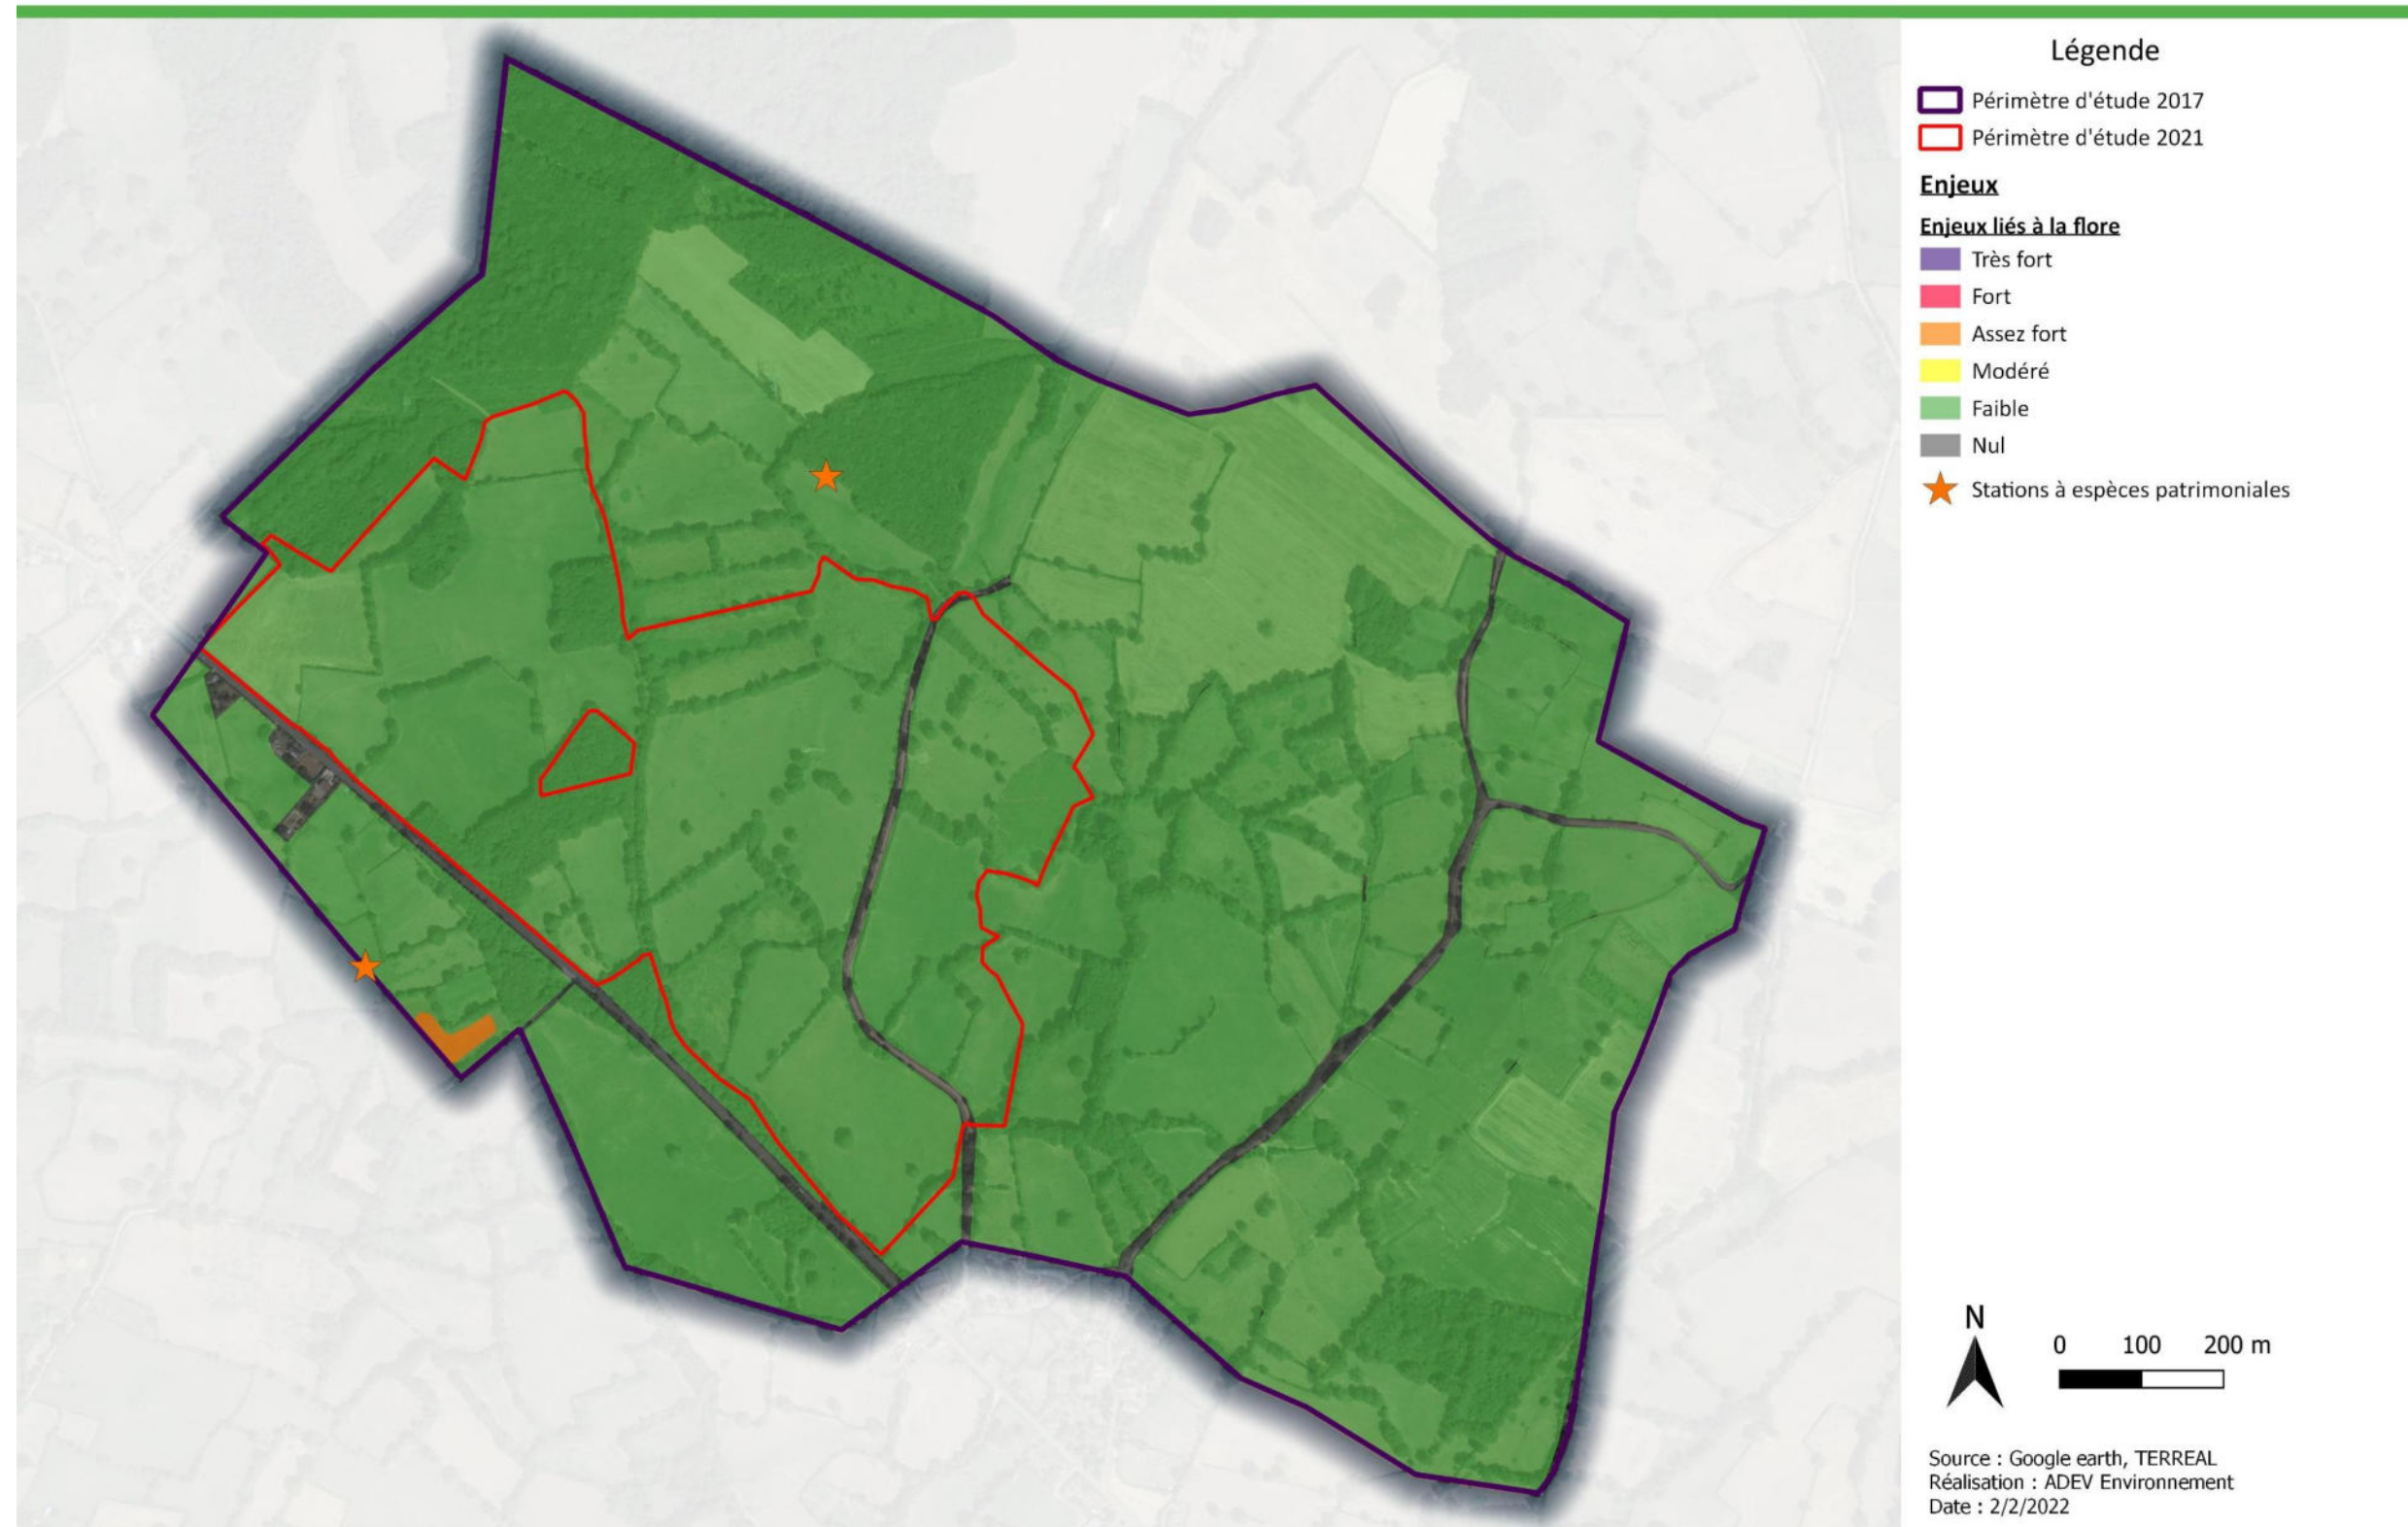 Légende
Périmètre d'étude 2017
Périmètre d'étude 2021
Enjeux
Enjeux liés à la flore
Très fort
Fort
Assez fort
Modéré
Faible
Nul
Stations à espèces patrimoniales
N
0 100 200 m
Source : Google earth, TERREAL
Réalisation : ADEV Environnement
Date : 2/2/2022